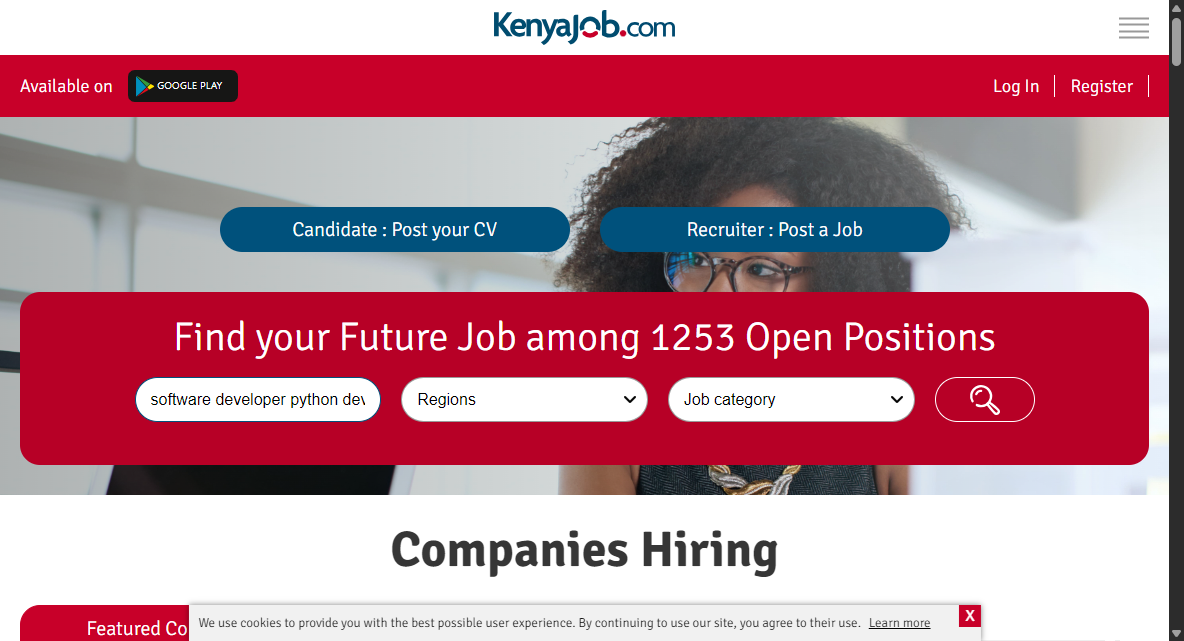 KenyaJob.com
Available on
GOOGLE PLAY
Log In
Register
Candidate : Post your CV
Recruiter : Post a Job
Find your Future Job among 1253 Open Positions
software developer python dev
Regions
Job category
Companies Hiring
Featured Co
We use cookies to provide you with the best possible user experience. By continuing to use our site, you agree to their use. Learn more
X